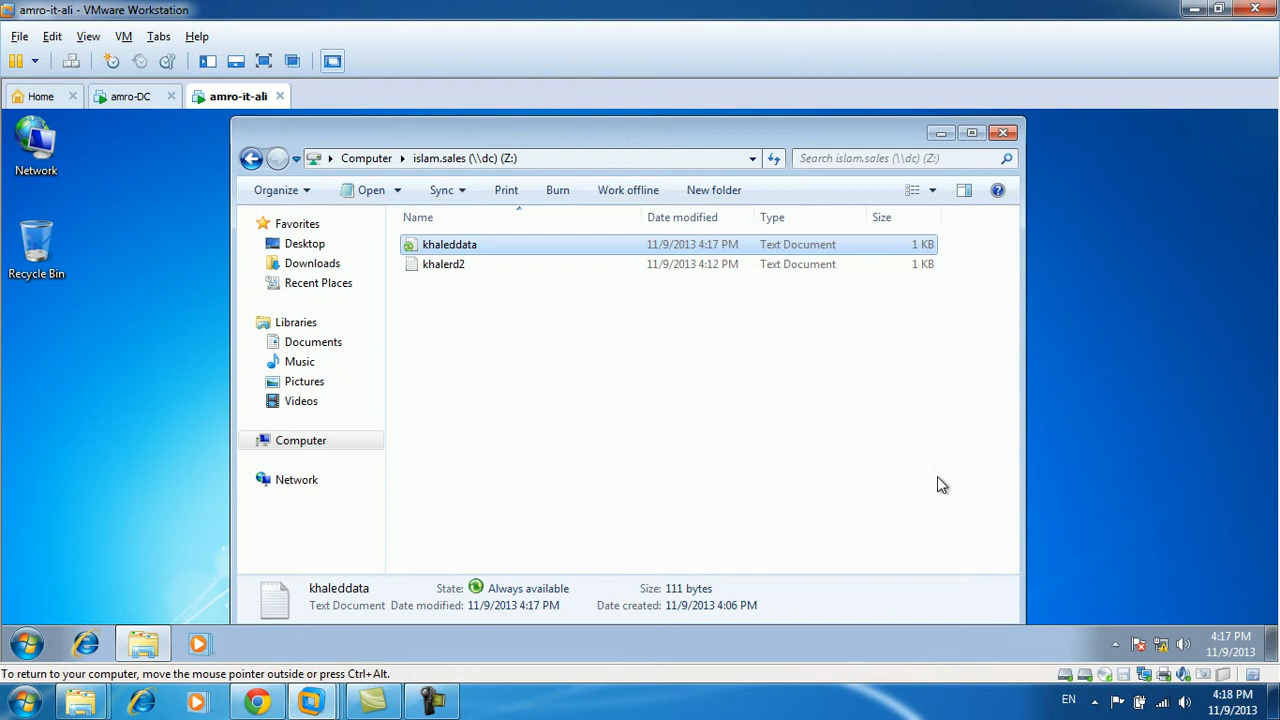 amro-it-ali - VMware Workstation
File Edit View VM Tabs Help
Home amro-DC amro-it-ali
Network
Recycle Bin
Computer islam.sales (\\dc) (Z:) Search islam.sales (\\dc) (Z:)
Organize Open Sync Print Burn Work offline New folder
Name Date modified Type Size
khaleddata 11/9/2013 4:17 PM Text Document 1 KB
khalerd2 11/9/2013 4:12 PM Text Document 1 KB
Favorites
Desktop
Downloads
Recent Places
Libraries
Documents
Music
Pictures
Videos
Computer
Network
khaleddata State: Always available Size: 111 bytes
Text Document Date modified: 11/9/2013 4:17 PM Date created: 11/9/2013 4:06 PM
4:17 PM
11/9/2013
To return to your computer, move the mouse pointer outside or press Ctrl+Alt.
EN 4:18 PM
11/9/2013